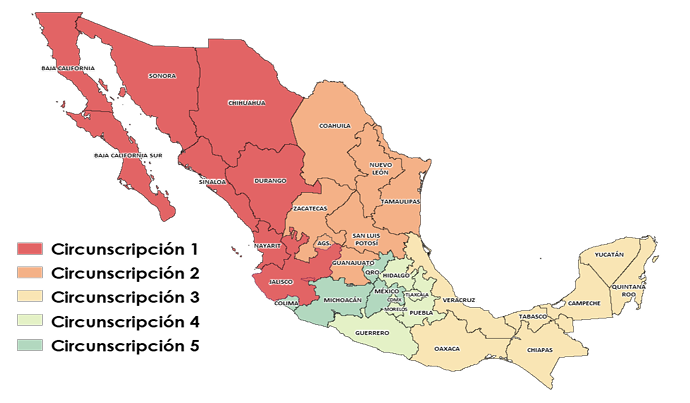 BAJA CALIFORNIA
SONORA
CHIHUAHUA
COAHUILA
BAJA CALIFORNIA SUR
SINALOA
DURANGO
NUEVO
LEÓN
ZACATECAS
TAMAULIPAS
NAYARIT
AGS.
SAN LUIS
POTOSÍ
JALISCO
GUANAJUATO
QRO.
HIDALGO
COLIMA
MICHOACÁN
MÉXICO
CDMX
TLAXCALA
MORELOS
PUEBLA
VERACRUZ
GUERRERO
OAXACA
TABASCO
CHIAPAS
CAMPECHE
YUCATÁN
QUINTANA
ROO
Circunscripción 1
Circunscripción 2
Circunscripción 3
Circunscripción 4
Circunscripción 5